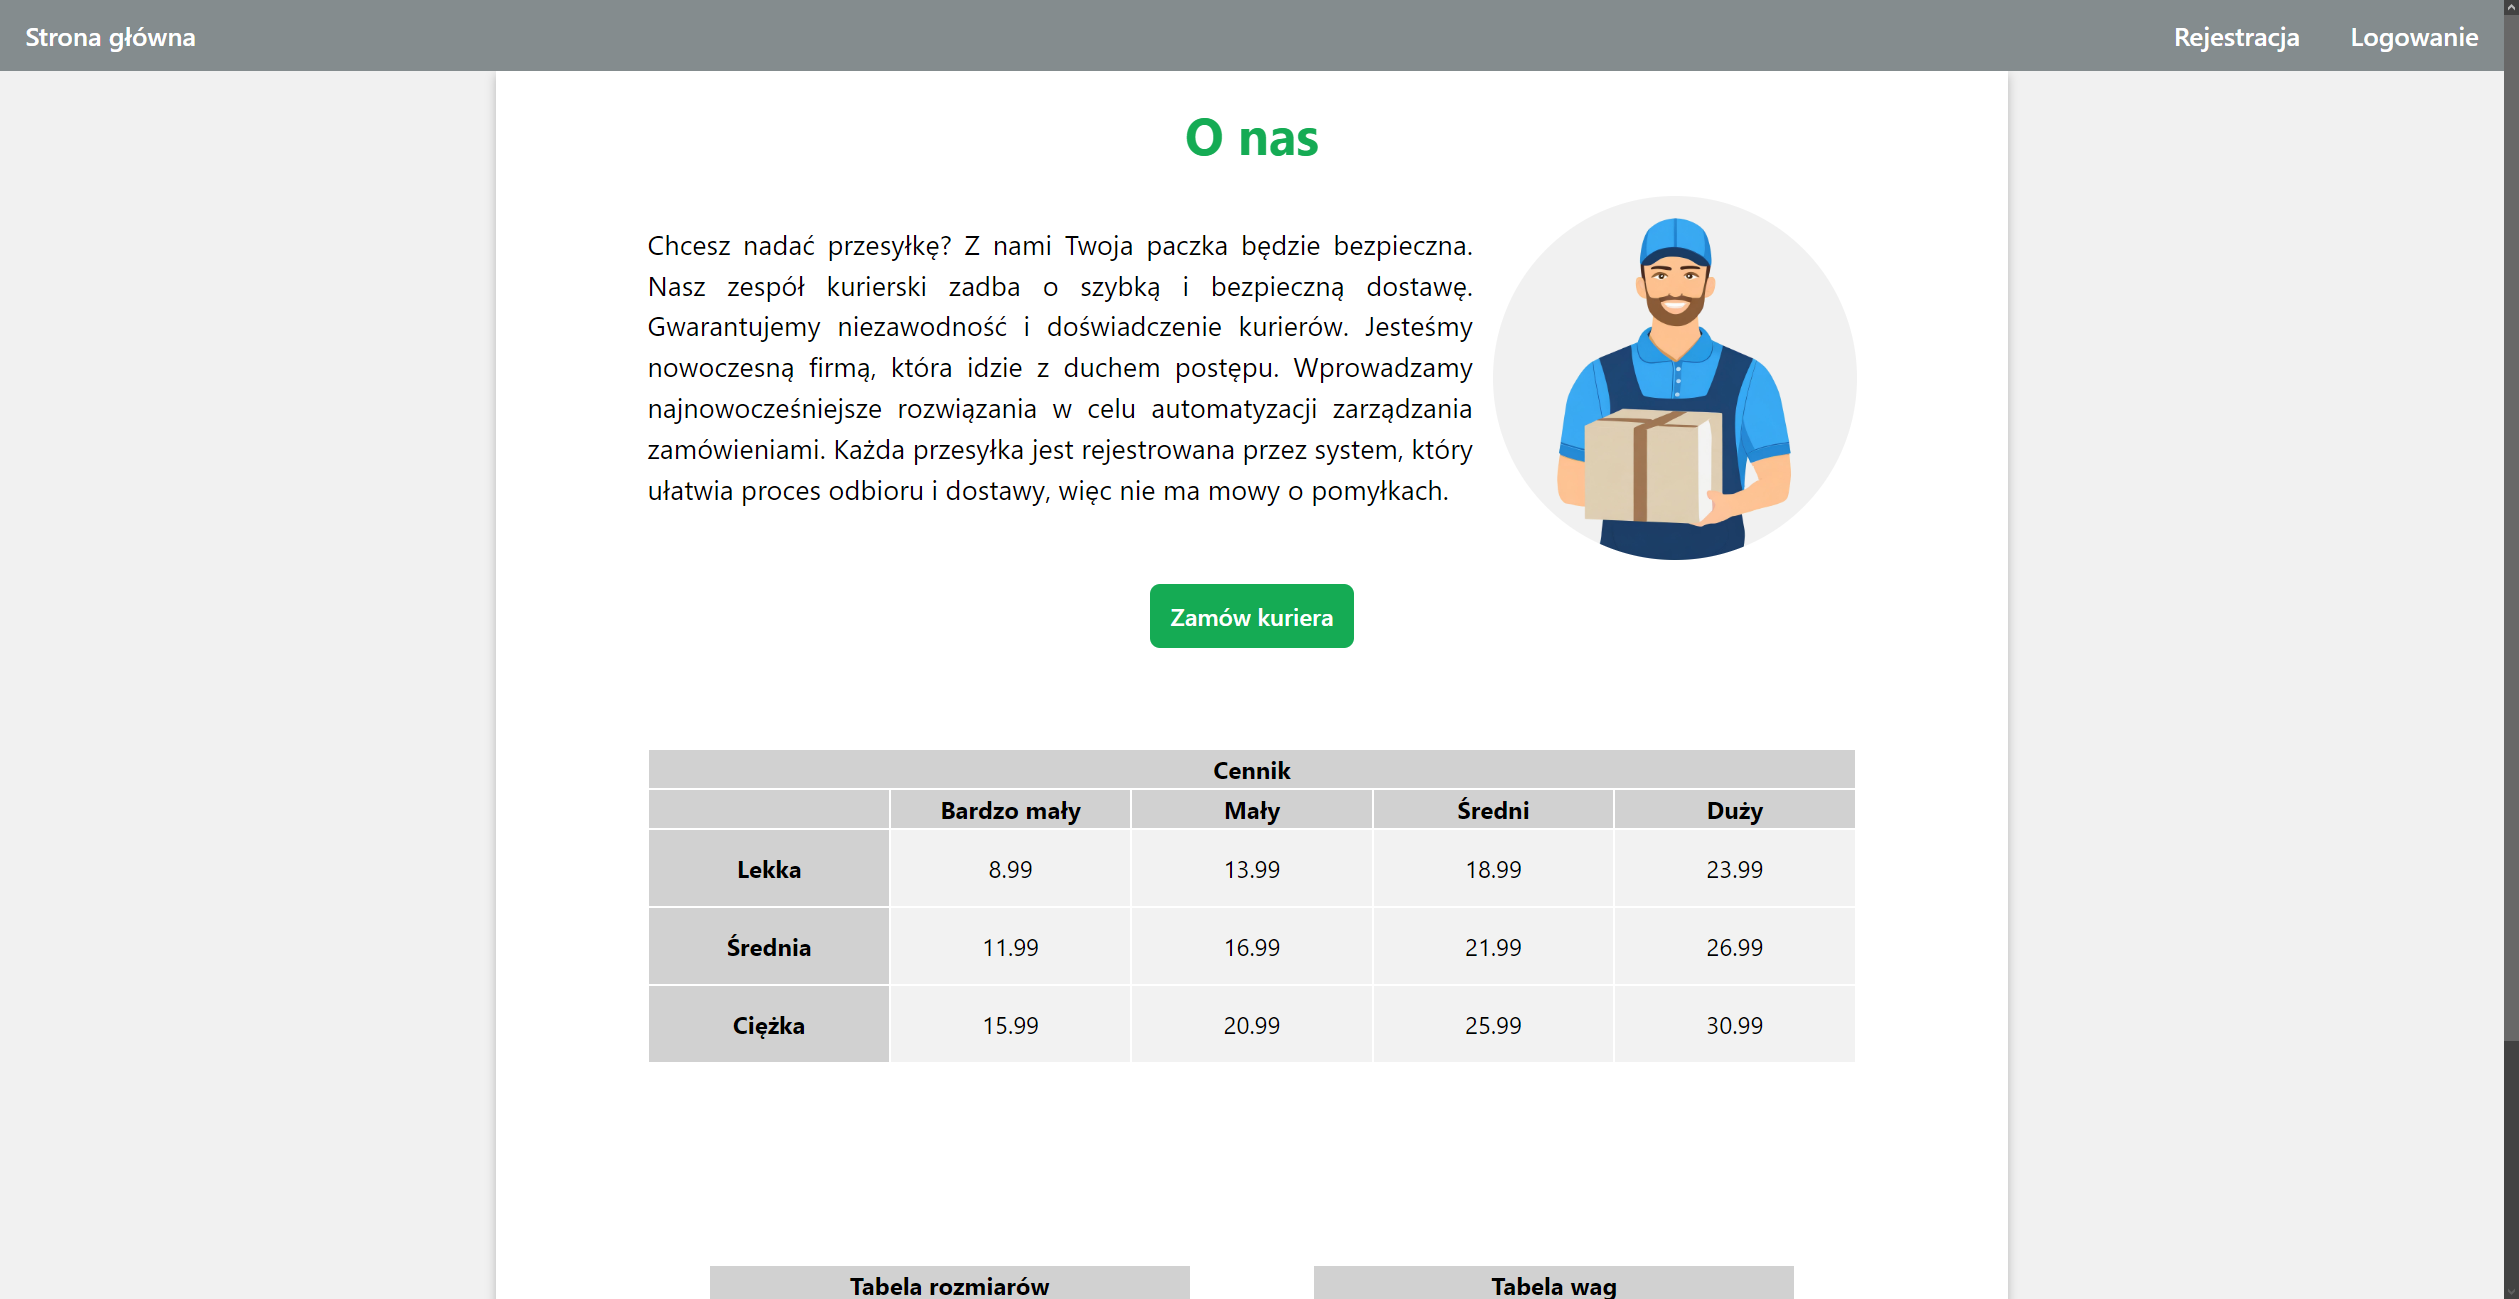 Strona główna Rejestracja Logowanie
O nas
Chcesz nadać przesyłkę? Z nami Twoja paczka będzie bezpieczna.
Nasz zespół kurierski zadba o szybką i bezpieczną dostawę.
Gwarantujemy niezawodność i doświadczenie kurierów. Jesteśmy
nowoczesną firmą, która idzie z duchem postępu. Wprowadzamy
najnowocześniejsze rozwiązania w celu automatyzacji zarządzania
zamówieniami. Każda przesyłka jest rejestrowana przez system, który
ułatwia proces odbioru i dostawy, więc nie ma mowy o pomyłkach.
Zamów kuriera
Cennik
Bardzo mały Mały Średni Duży
Lekka 8.99 13.99 18.99 23.99
Średnia 11.99 16.99 21.99 26.99
Ciężka 15.99 20.99 25.99 30.99
Tabela rozmiarów Tabela wag